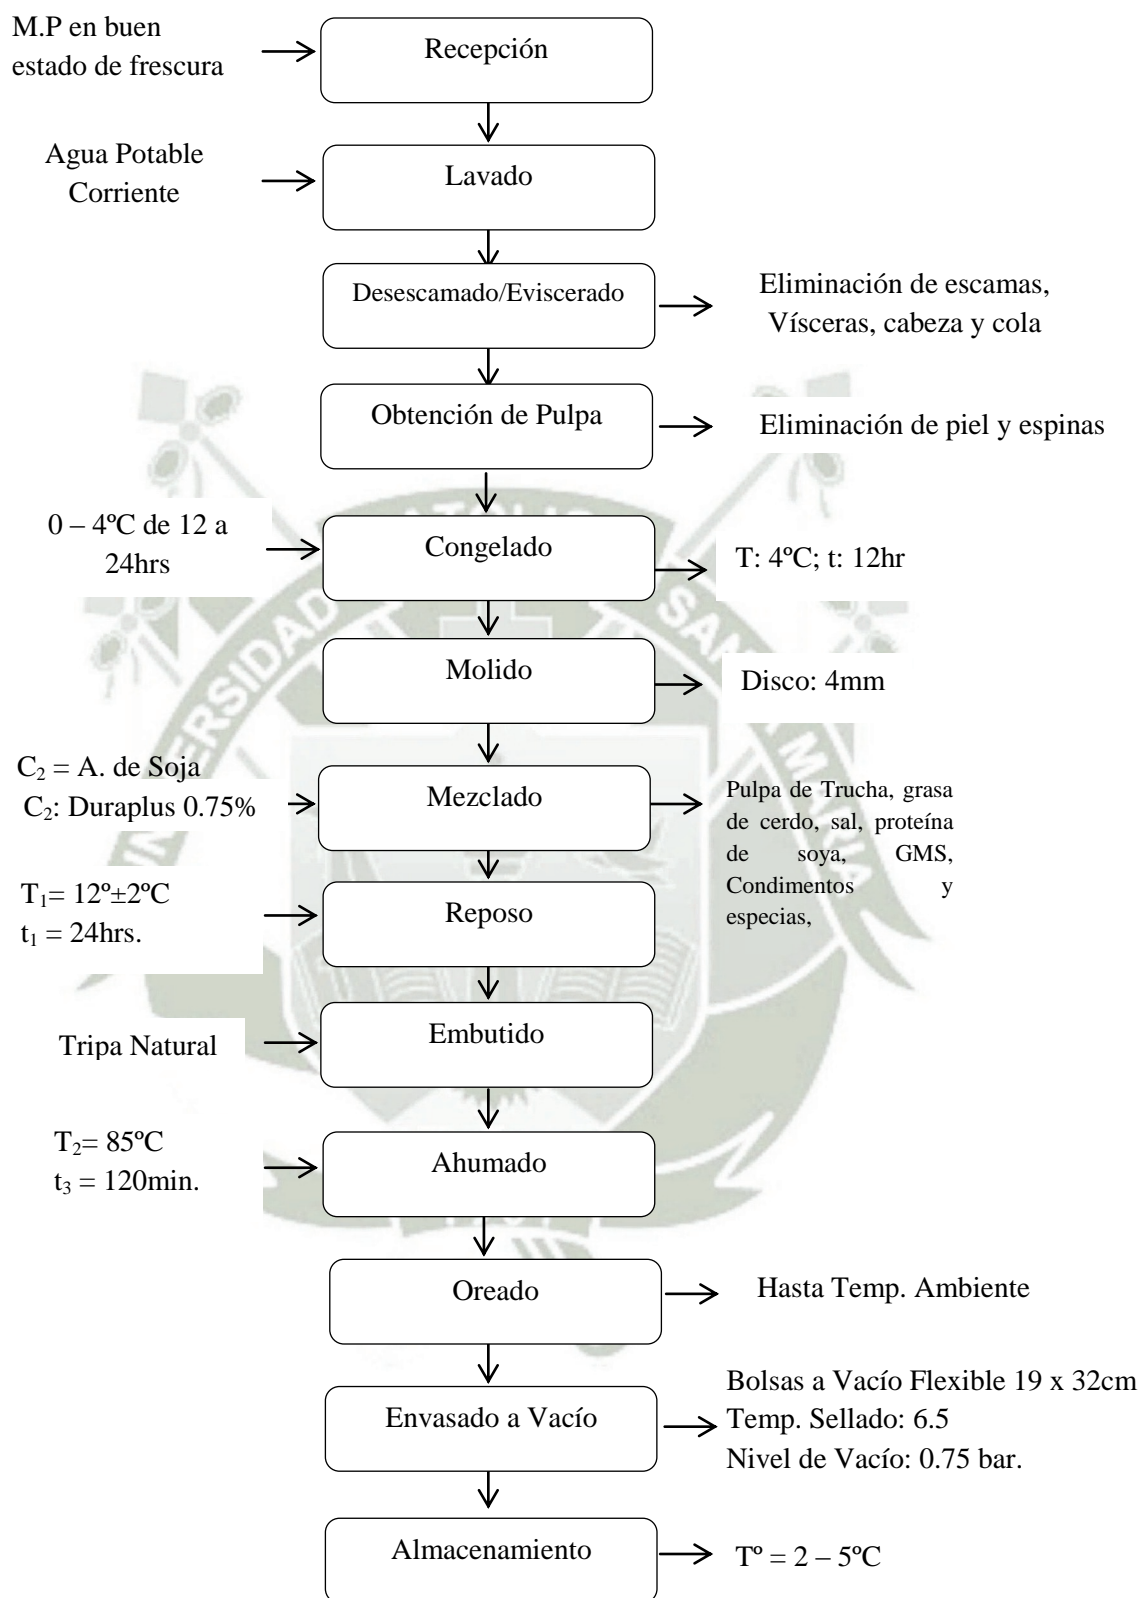 M.P en buen
estado de frescura
Recepción
Agua Potable
Corriente
Lavado
Desescamado/Eviscerado
Eliminación de escamas,
Vísceras, cabeza y cola
Obtención de Pulpa
Eliminación de piel y espinas
0 – 4ºC de 12 a
24hrs
Congelado
T: 4ºC; t: 12hr
Molido
Disco: 4mm
C₂ = A. de Soja
C₂: Duraplus 0.75%
Mezclado
Pulpa de Trucha, grasa
de cerdo, sal, proteína
de soya, GMS,
Condimentos y
especias,
T₁= 12º±2ºC
t₁ = 24hrs.
Reposo
Tripa Natural
Embutido
T₂= 85ºC
t₃ = 120min.
Ahumado
Oreado
Hasta Temp. Ambiente
Envasado a Vacío
Bolsas a Vacío Flexible 19 x 32cm
Temp. Sellado: 6.5
Nivel de Vacío: 0.75 bar.
Almacenamiento
Tº = 2 – 5ºC